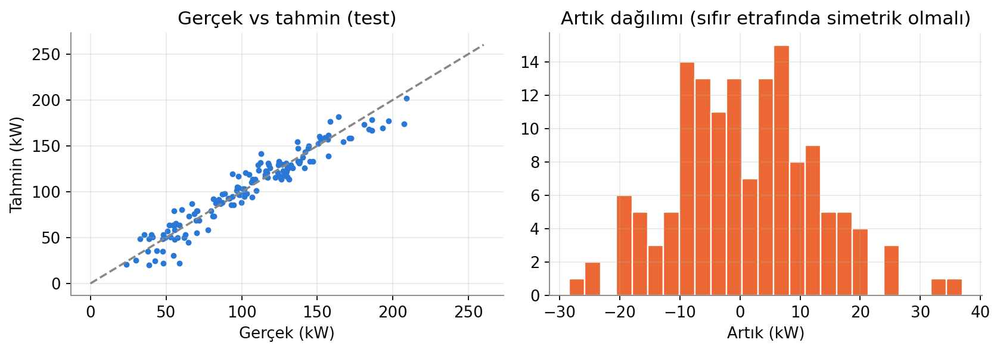 Gerçek vs tahmin (test)
250
200
150
100
50
0
Tahmin (kW)
0 50 100 150 200 250
Gerçek (kW)
Artık dağılımı (sıfır etrafında simetrik olmalı)
14
12
10
8
6
4
2
0
−30 −20 −10 0 10 20 30 40
Artık (kW)